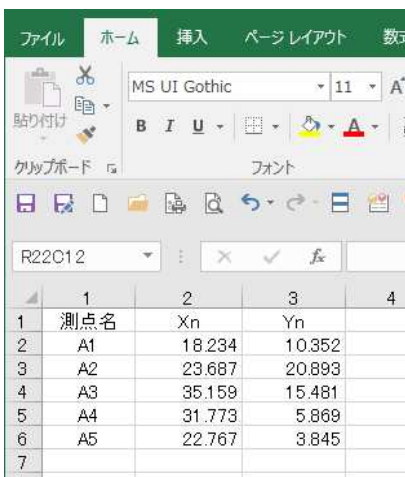 ファイル ホーム 挿入 ページ レイアウト
MS UI Gothic 11
貼り付け B I U A
クリップボード フォント
R22C12 fx
1 2 3 4
1 測点名 Xn Yn
2 A1 18.234 10.352
3 A2 23.687 20.893
4 A3 35.159 15.481
5 A4 31.773 5.869
6 A5 22.767 3.845
7